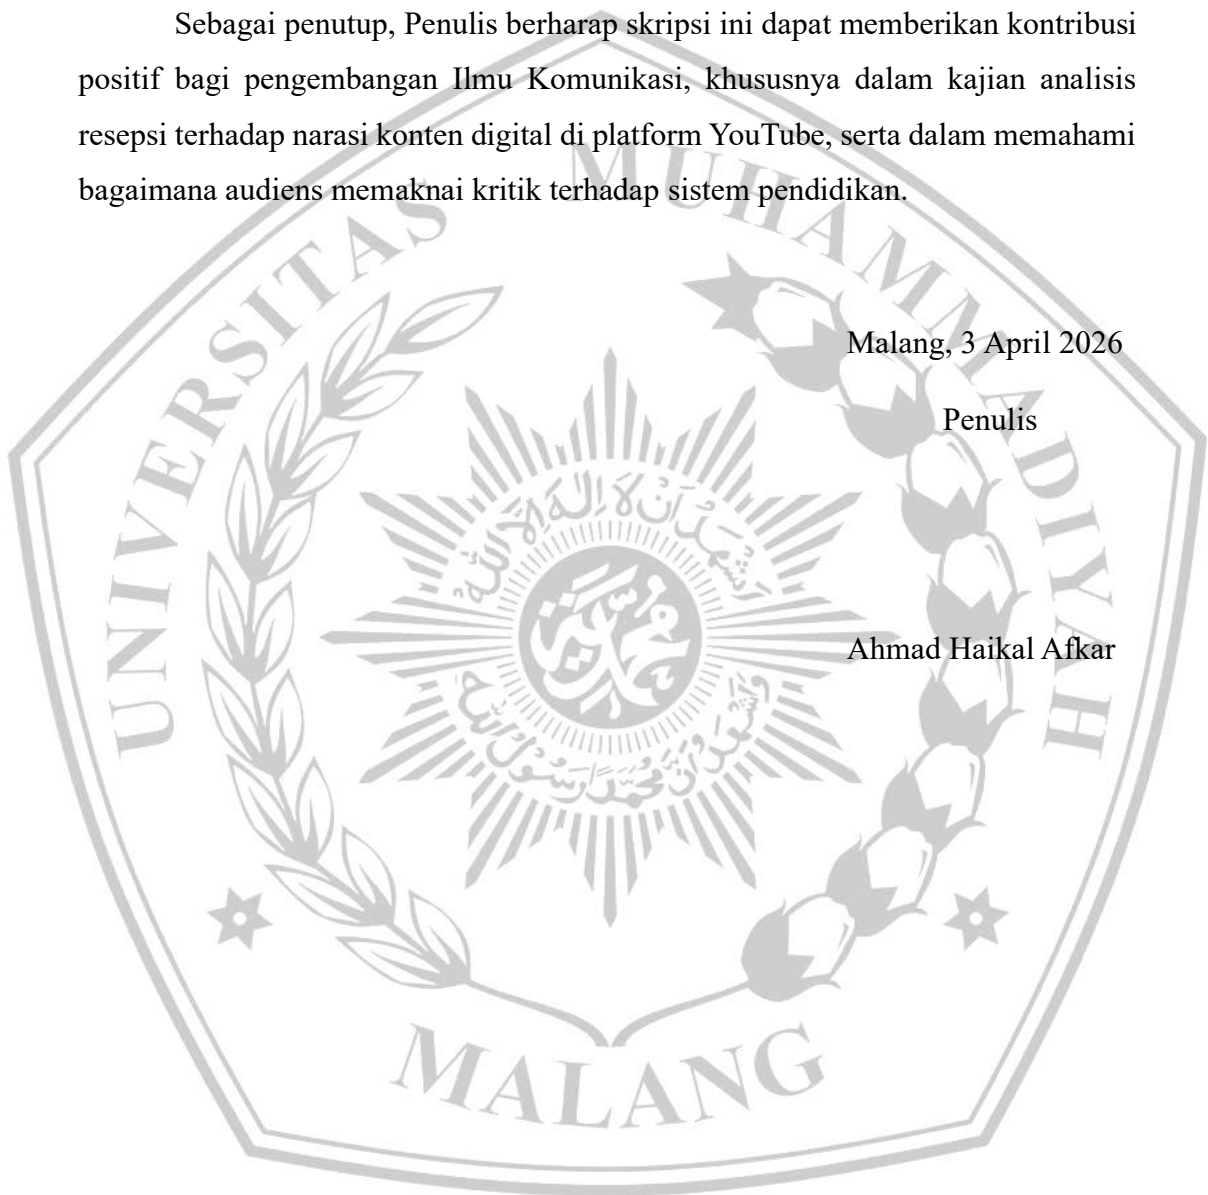 Sebagai penutup, Penulis berharap skripsi ini dapat memberikan kontribusi
positif bagi pengembangan Ilmu Komunikasi, khususnya dalam kajian analisis
resepsi terhadap narasi konten digital di platform YouTube, serta dalam memahami
bagaimana audiens memaknai kritik terhadap sistem pendidikan.
UNIVERSITAS MUHAMMADIYAH
Malang, 3 April 2026
Penulis
Ahmad Haikal Afkar
MALANG